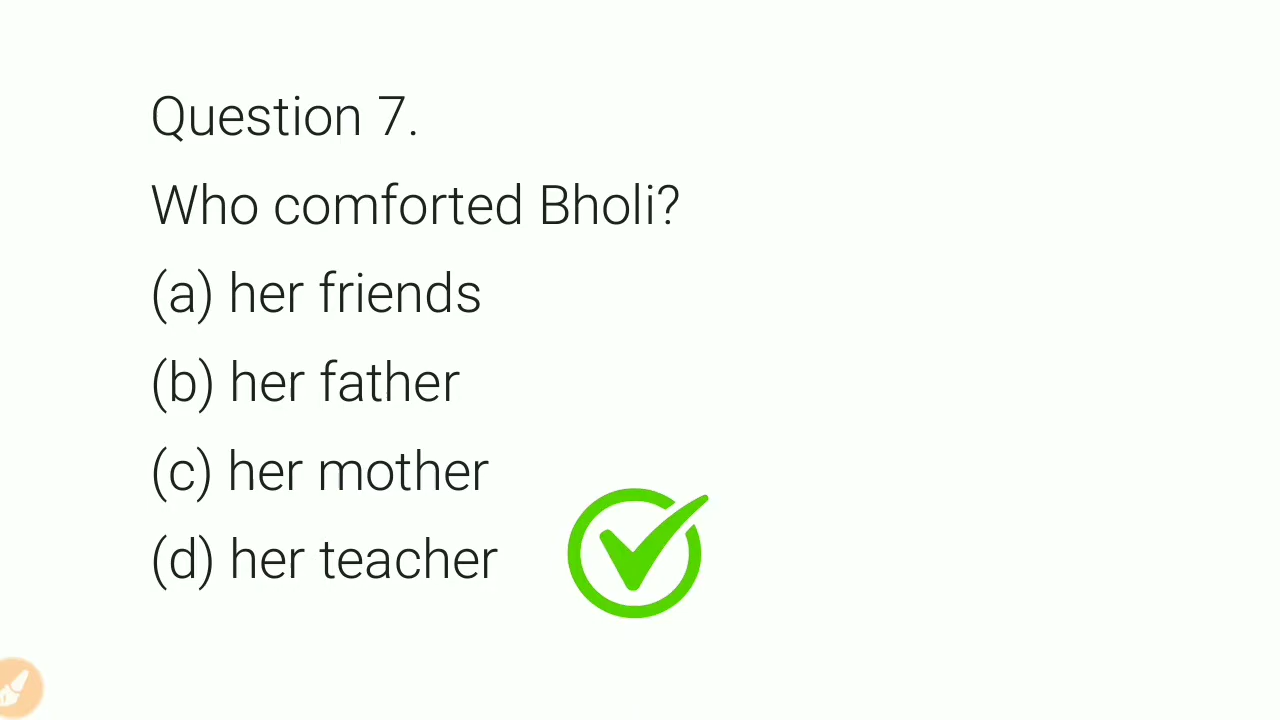 Question 7.
Who comforted Bholi?
(a) her friends
(b) her father
(c) her mother
(d) her teacher